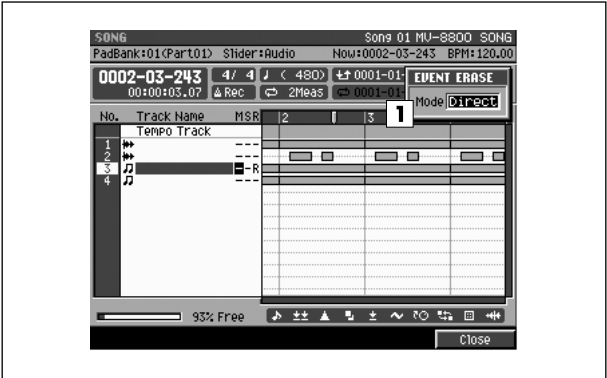 SONG Song 01 MV-8800 SONG
PadBank:01(Part01) Slider:Audio Now:0002-03-243 BPM:120.00
0002-03-243 4/ 4 ♩ ( 480) 0001-01- EVENT ERASE
00:00:03.07 Rec 2Meas 0001-01- Mode Direct
1
No. Track Name MSR 2 3
Tempo Track
1 ---
2 ---
3 --R
4 ---
93% Free
Close